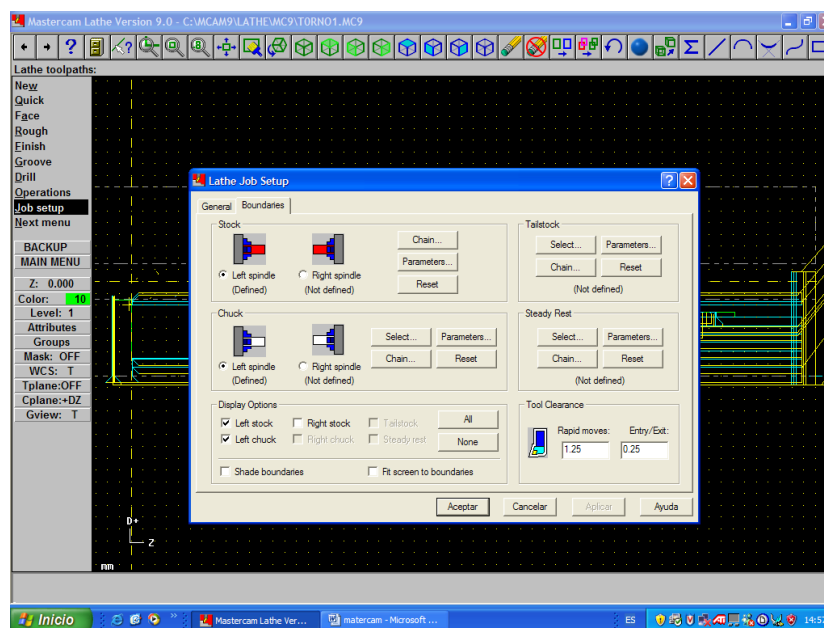 Mastercam Lathe Version 9.0 - C:\MCAM9\LATHE\MC9\TORNO1.MC9
Lathe toolpaths:
New
Quick
Face
Rough
Finish
Groove
Drill
Operations
Job setup
Next menu
BACKUP
MAIN MENU
Z: 0.000
Color: 10
Level: 1
Attributes
Groups
Mask: OFF
WCS: T
Tplane:OFF
Cplane:+DZ
Gview: T
Lathe Job Setup
General Boundaries
Stock
Left spindle
(Defined)
Right spindle
(Not defined)
Chain...
Parameters...
Reset
Tailstock
Select... Parameters...
Chain... Reset
(Not defined)
Chuck
Left spindle
(Defined)
Right spindle
(Not defined)
Select... Parameters...
Chain... Reset
Steady Rest
Select... Parameters...
Chain... Reset
(Not defined)
Display Options
Left stock Right stock Tailstock All
Left chuck Right chuck Steady rest None
Shade boundaries Fit screen to boundaries
Tool Clearance
Rapid moves: Entry/Exit:
1.25 0.25
Aceptar Cancelar Aplicar Ayuda
D+
Z
mm
Inicio Mastercam Lathe Ver... matercam - Microsoft ... ES 14:52